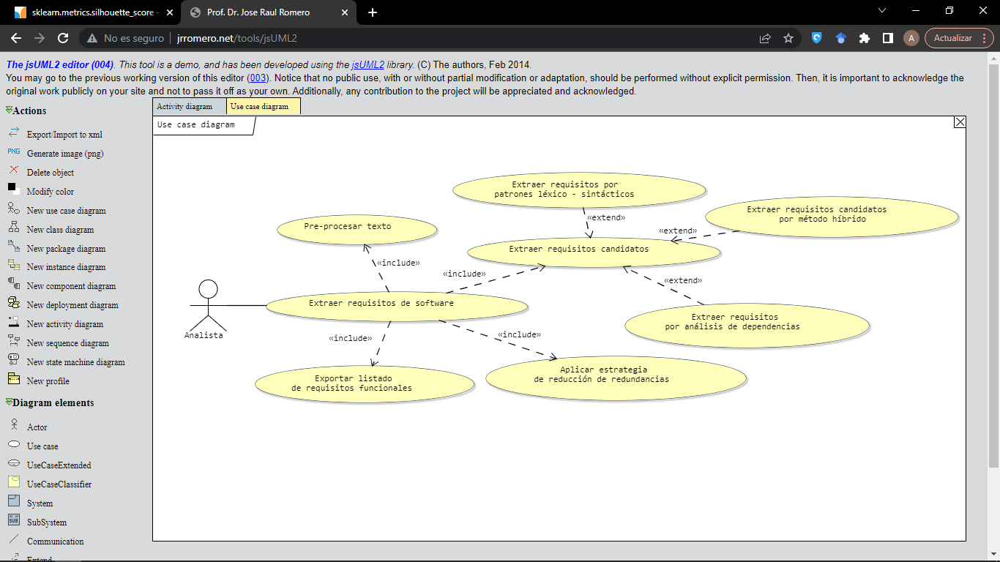 sklearn.metrics.silhouette_score -
Prof. Dr. Jose Raul Romero
No es seguro
jrromero.net/tools/jsUML2
A
Actualizar
The jsUML2 editor (004). This tool is a demo, and has been developed using the jsUML2 library. (C) The authors, Feb 2014.
You may go to the previous working version of this editor (003). Notice that no public use, with or without partial modification or adaptation, should be performed without explicit permission. Then, it is important to acknowledge the
original work publicly on your site and not to pass it off as your own. Additionally, any contribution to the project will be appreciated and acknowledged.
Actions
Export/Import to xml
PNG
Generate image (png)
Delete object
Modify color
New use case diagram
New class diagram
New package diagram
New instance diagram
New component diagram
New deployment diagram
New activity diagram
New sequence diagram
New state machine diagram
New profile
Diagram elements
Actor
Use case
UseCaseExtended
UseCaseClassifier
System
SUB
SubSystem
Communication
Extend
Activity diagram
Use case diagram
Use case diagram
Extraer requisitos por
patrones léxico - sintácticos
«extend»
Extraer requisitos candidatos
por método híbrido
«extend»
Pre-procesar texto
Extraer requisitos candidatos
«include»
«include»
«extend»
Extraer requisitos de software
Analista
Extraer requisitos
por análisis de dependencias
«include»
«include»
Exportar listado
de requisitos funcionales
Aplicar estrategia
de reducción de redundancias